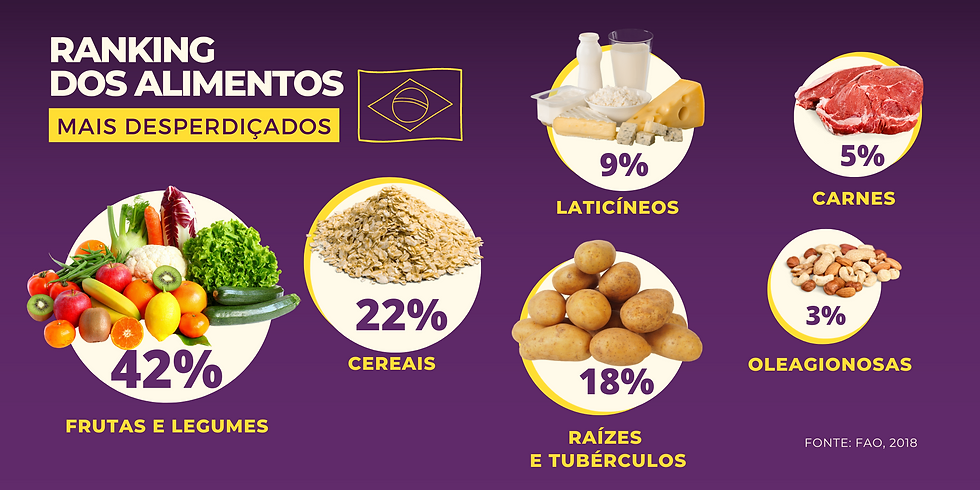 RANKING
DOS ALIMENTOS
MAIS DESPERDIÇADOS
42%
FRUTAS E LEGUMES
22%
CEREAIS
9%
LATICÍNEOS
18%
RAÍZES
E TUBÉRCULOS
5%
CARNES
3%
OLEAGIONOSAS
FONTE: FAO, 2018